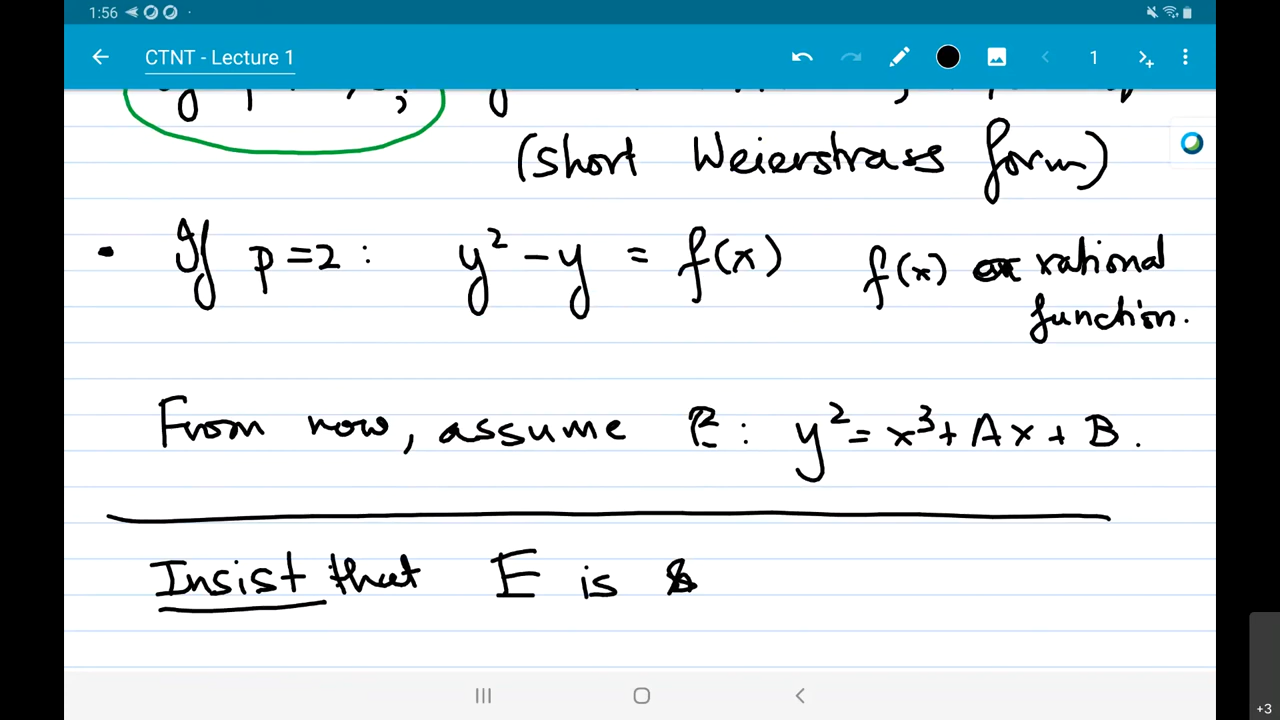 1:56
CTNT - Lecture 1
1
(short Weierstrass form)
• If p=2: y² - y = f(x) f(x) rational
function.
From now, assume E: y² = x³ + Ax + B.
Insist that E is
+3